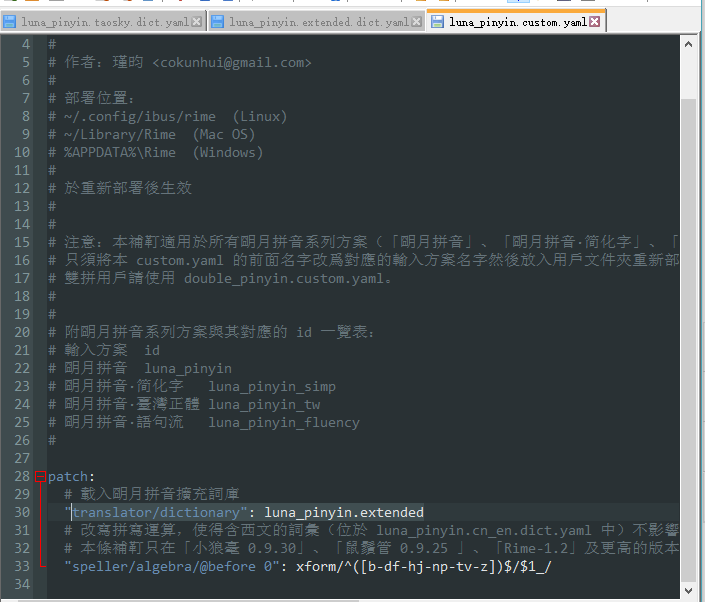 luna_pinyin.taosky.dict.yaml luna_pinyin.extended.dict.yaml luna_pinyin.custom.yaml
4 #
5 # 作者：瑾昀 <cokunhui@gmail.com>
6 #
7 # 部署位置：
8 # ~/.config/ibus/rime  (Linux)
9 # ~/Library/Rime  (Mac OS)
10 # %APPDATA%\Rime  (Windows)
11 #
12 # 於重新部署後生效
13 #
14 #
15 # 注意：本補靪適用於所有朙月拼音系列方案（「朙月拼音」、「朙月拼音·简化字」、「
16 # 只須將本 custom.yaml 的前面名字改爲對應的輸入方案名字然後放入用戶文件夾重新部
17 # 雙拼用戶請使用 double_pinyin.custom.yaml。
18 #
19 #
20 # 附朙月拼音系列方案與其對應的 id 一覽表：
21 # 輸入方案  id
22 # 朙月拼音  luna_pinyin
23 # 朙月拼音·简化字   luna_pinyin_simp
24 # 朙月拼音·臺灣正體 luna_pinyin_tw
25 # 朙月拼音·語句流   luna_pinyin_fluency
26 #
27
28 patch:
29   # 載入朙月拼音擴充詞庫
30   "translator/dictionary": luna_pinyin.extended
31   # 改寫拼寫運算，使得含西文的詞彙（位於 luna_pinyin.cn_en.dict.yaml 中）不影響
32   # 本條補靪只在「小狼毫 0.9.30」、「鼠鬚管 0.9.25 」、「Rime-1.2」及更高的版本
33   "speller/algebra/@before 0": xform/^([b-df-hj-np-tv-z])$/$1_/
34